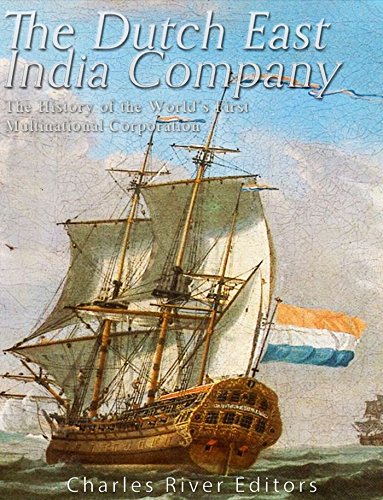 The Dutch East
India Company
The History of the World's First
Multinational Corporation
Charles River Editors